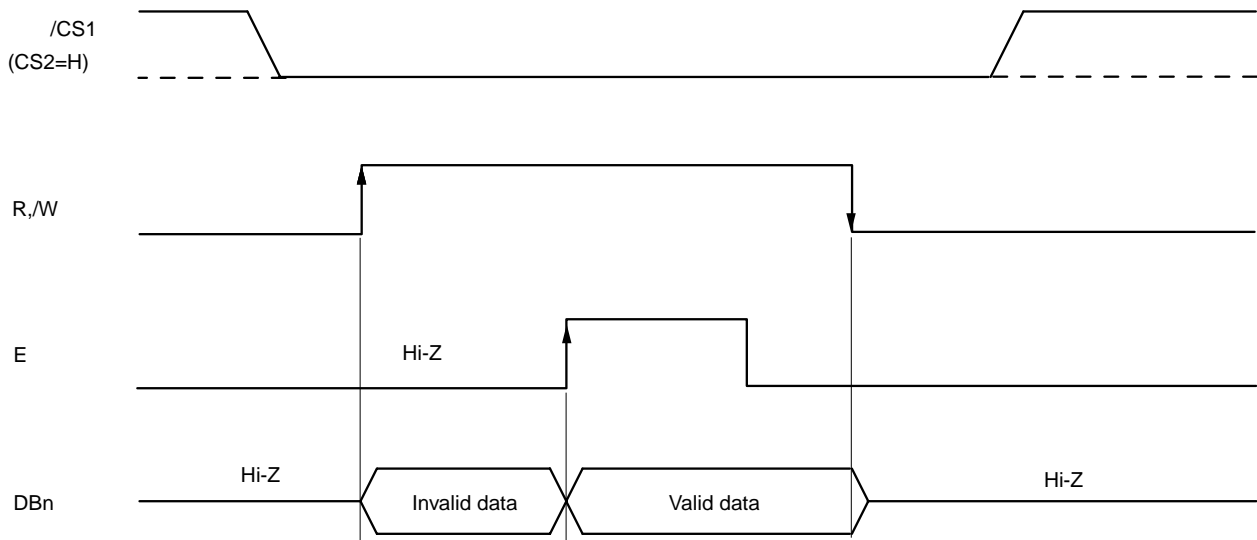 /CS1
(CS2=H)
R,/W
E
Hi-Z
DBn
Hi-Z
Invalid data
Valid data
Hi-Z